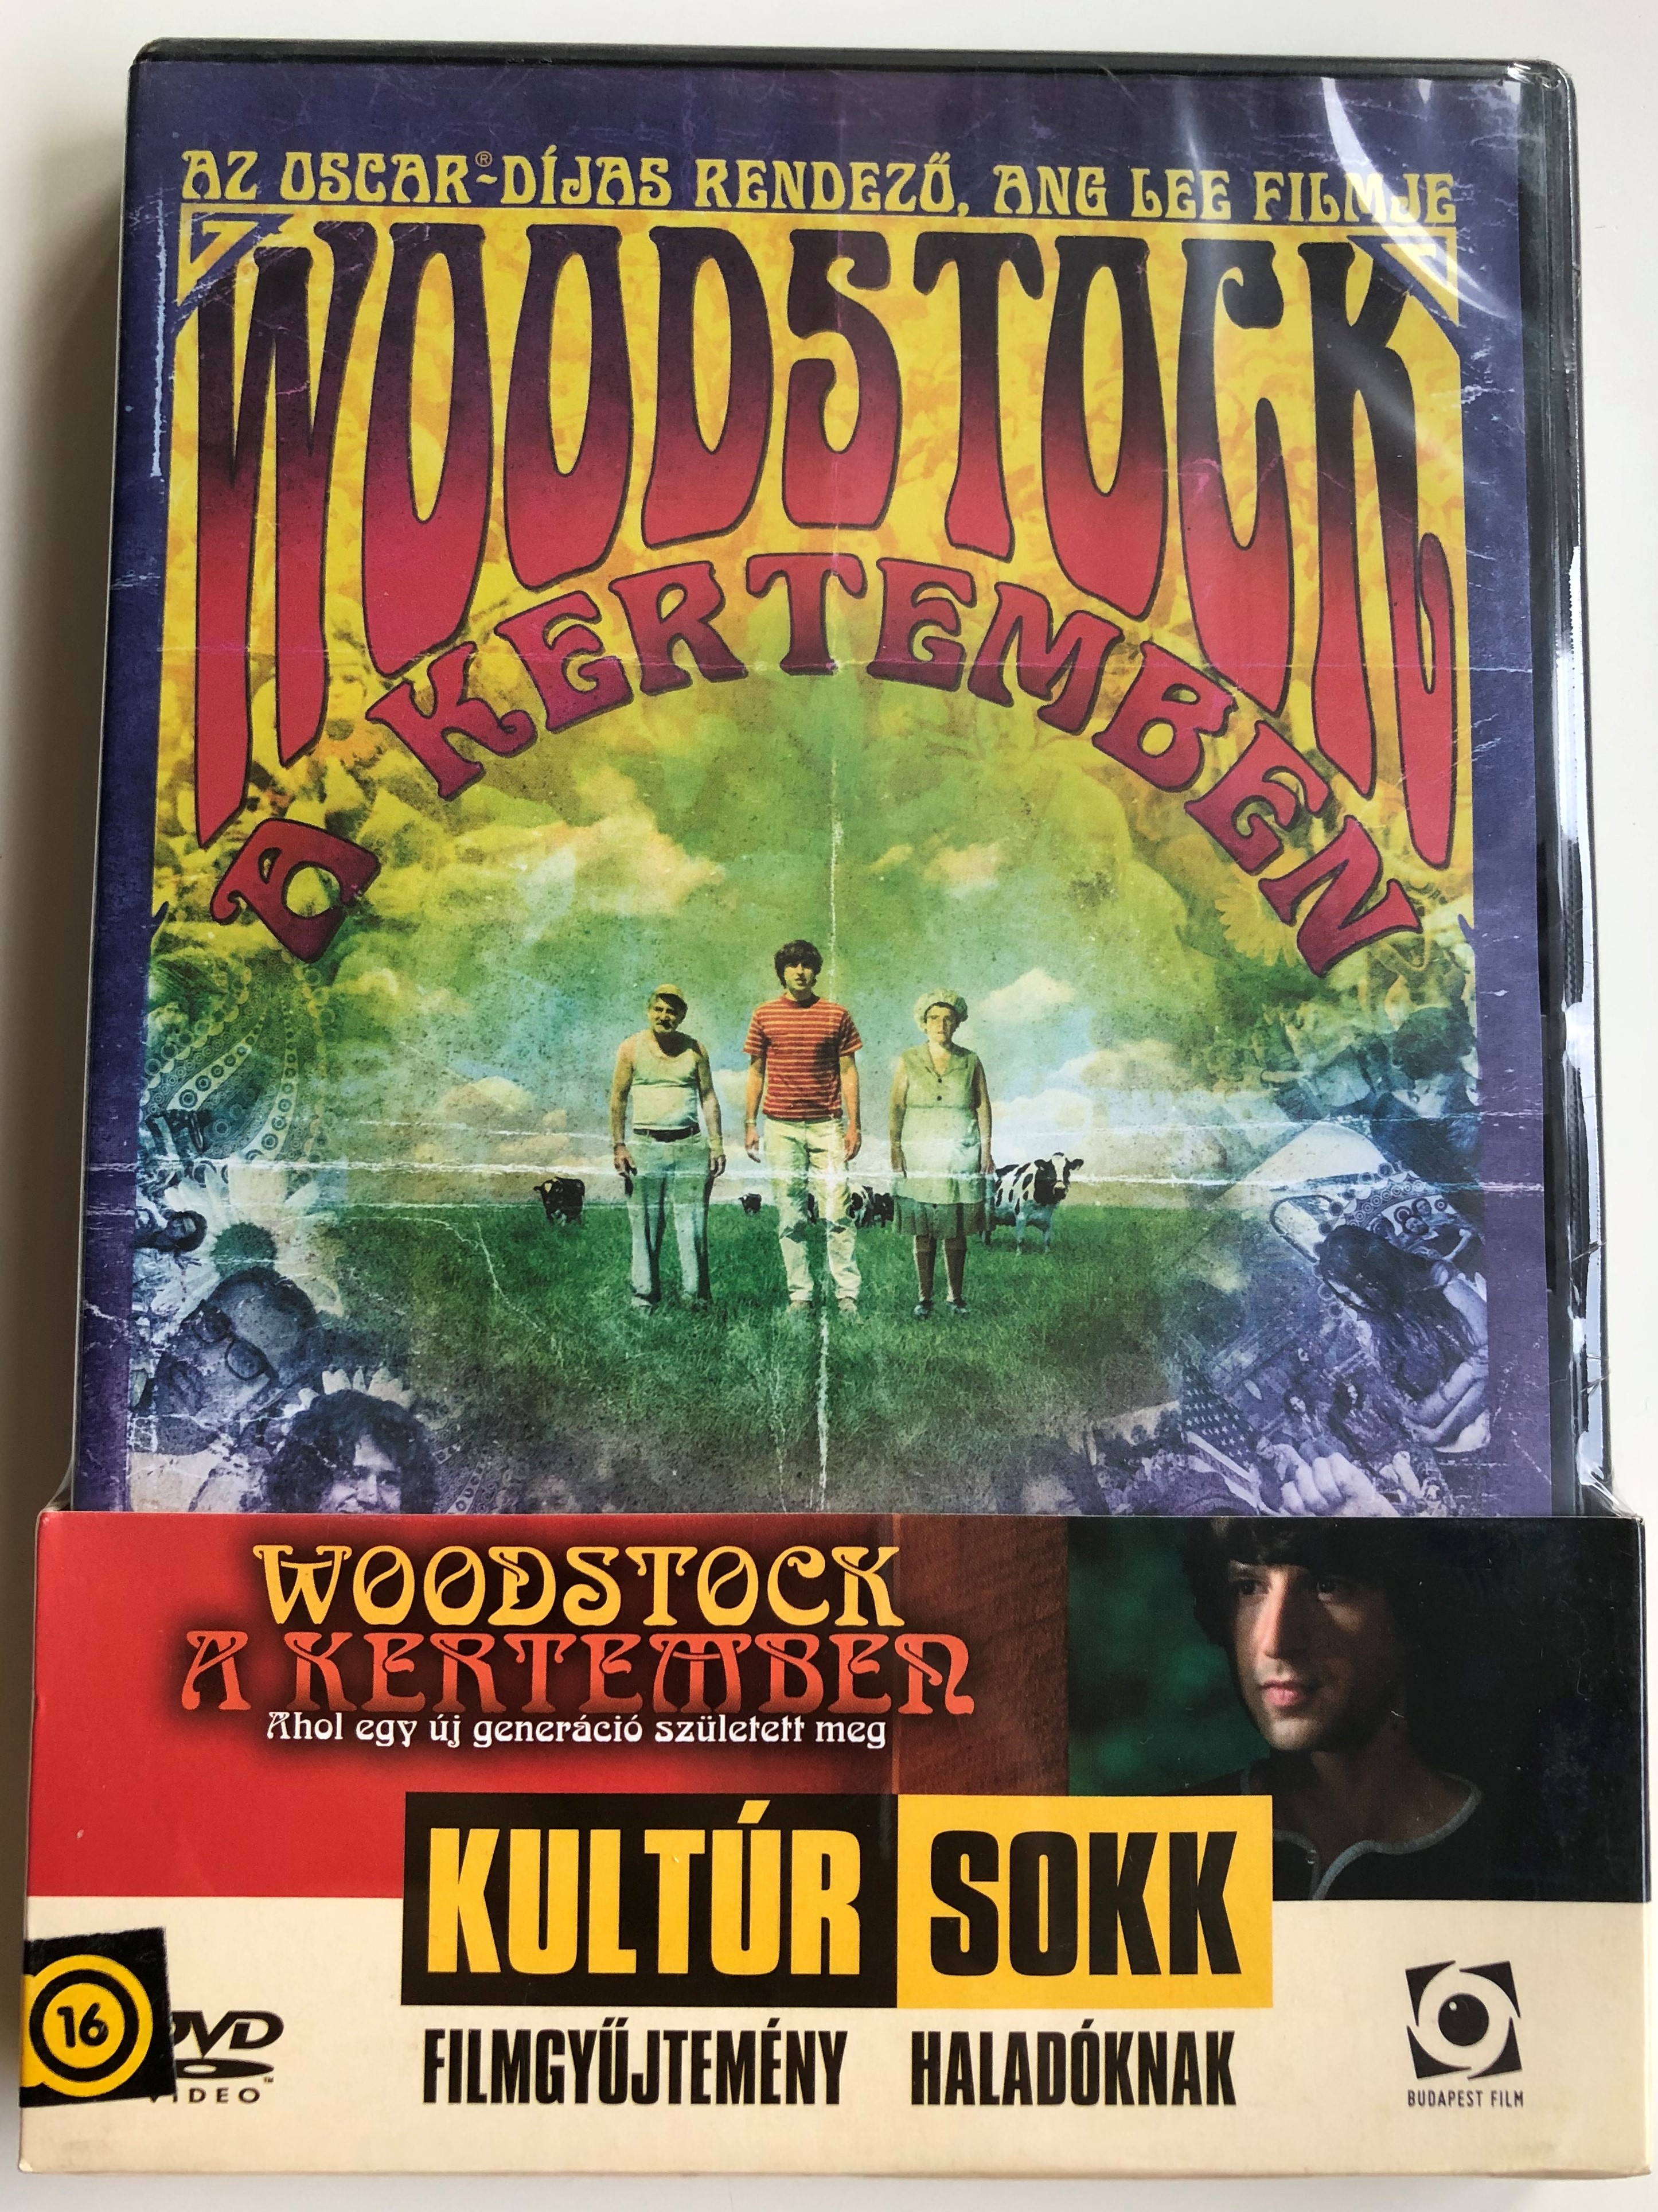 AZ OSCAR®-DÍJAS RENDEZŐ, ANG LEE FILMJE
WOODSTOCK
A KERTEMBEN
WOODSTOCK
A KERTEMBEN
Ahol egy új generáció született meg
KULTÚR SOKK
FILMGYŰJTEMÉNY HALADÓKNAK
16
DVD
VIDEO™
BUDAPEST FILM